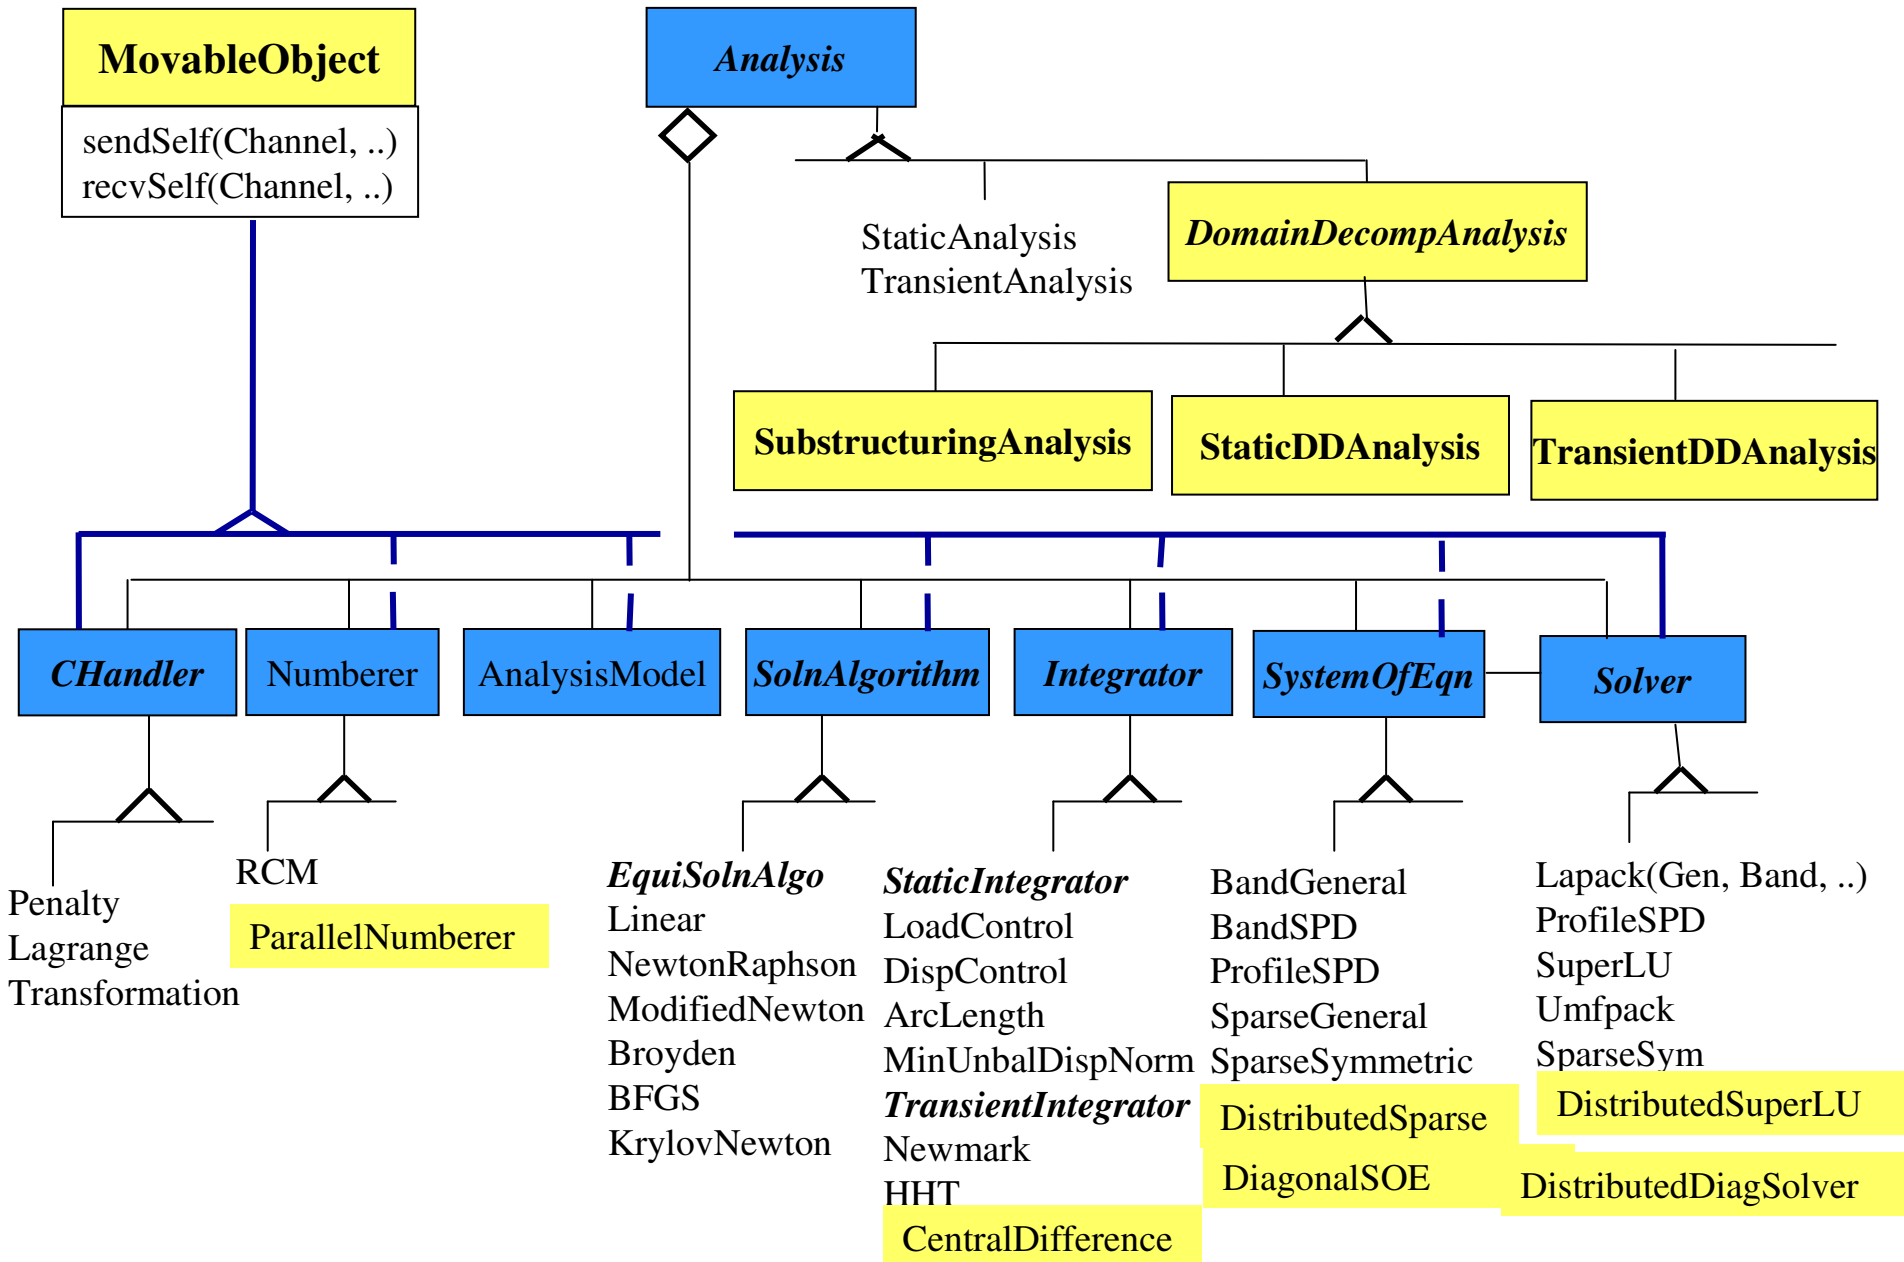 MovableObject
sendSelf(Channel, ..)
recvSelf(Channel, ..)
Analysis
StaticAnalysis
TransientAnalysis
DomainDecompAnalysis
SubstructuringAnalysis
StaticDDAnalysis
TransientDDAnalysis
CHandler
Numberer
AnalysisModel
SolnAlgorithm
Integrator
SystemOfEqn
Solver
Penalty
Lagrange
Transformation
RCM
ParallelNumberer
EquiSolnAlgo
Linear
NewtonRaphson
ModifiedNewton
Broyden
BFGS
KrylovNewton
StaticIntegrator
LoadControl
DispControl
ArcLength
MinUnbalDispNorm
TransientIntegrator
Newmark
HHT
CentralDifference
BandGeneral
BandSPD
ProfileSPD
SparseGeneral
SparseSymmetric
DistributedSparse
DiagonalSOE
Lapack(Gen, Band, ..)
ProfileSPD
SuperLU
Umfpack
SparseSym
DistributedSuperLU
DistributedDiagSolver